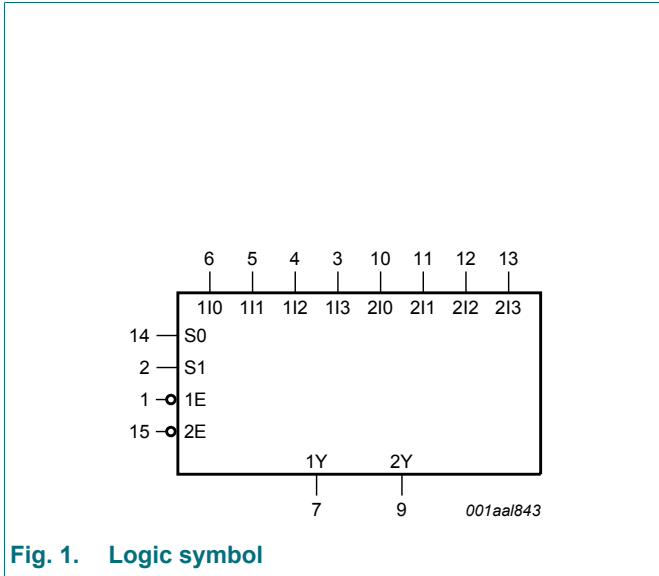 6 5 4 3 10 11 12 13
1I0 1I1 1I2 1I3 2I0 2I1 2I2 2I3
14 S0
2 S1
1 1E
15 2E
1Y 2Y
7 9 001aal843
Fig. 1. Logic symbol